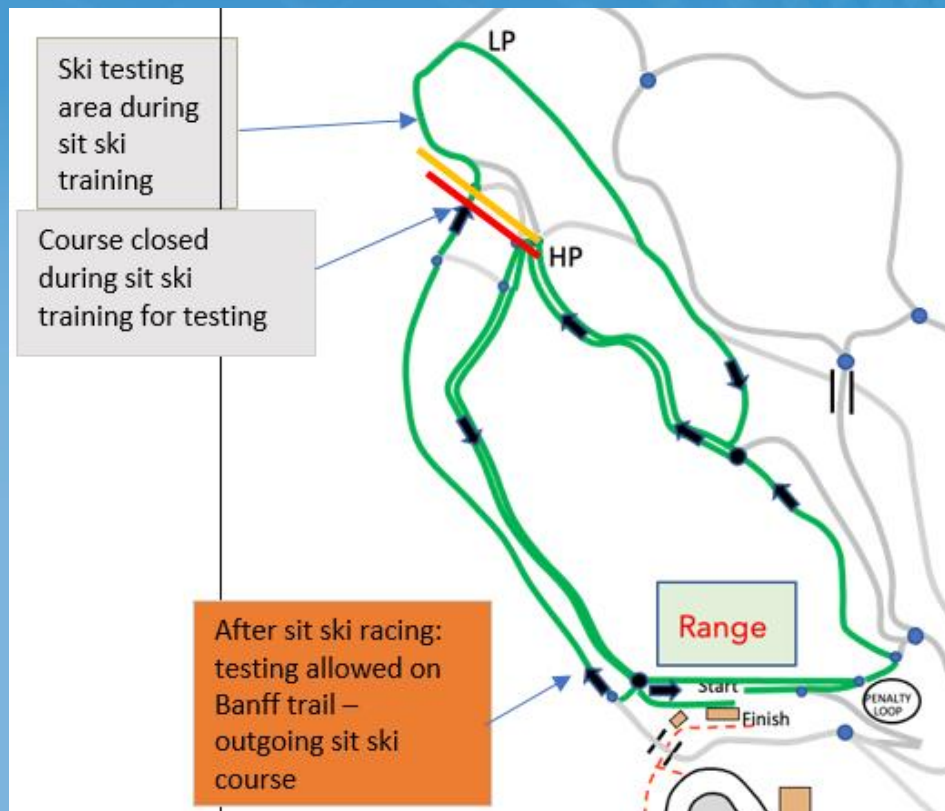 LP
Ski testing
area during
sit ski
training
Course closed
during sit ski
training for testing
HP
Range
After sit ski racing:
testing allowed on
Banff trail –
outgoing sit ski
course
Start
Finish
PENALTY
LOOP